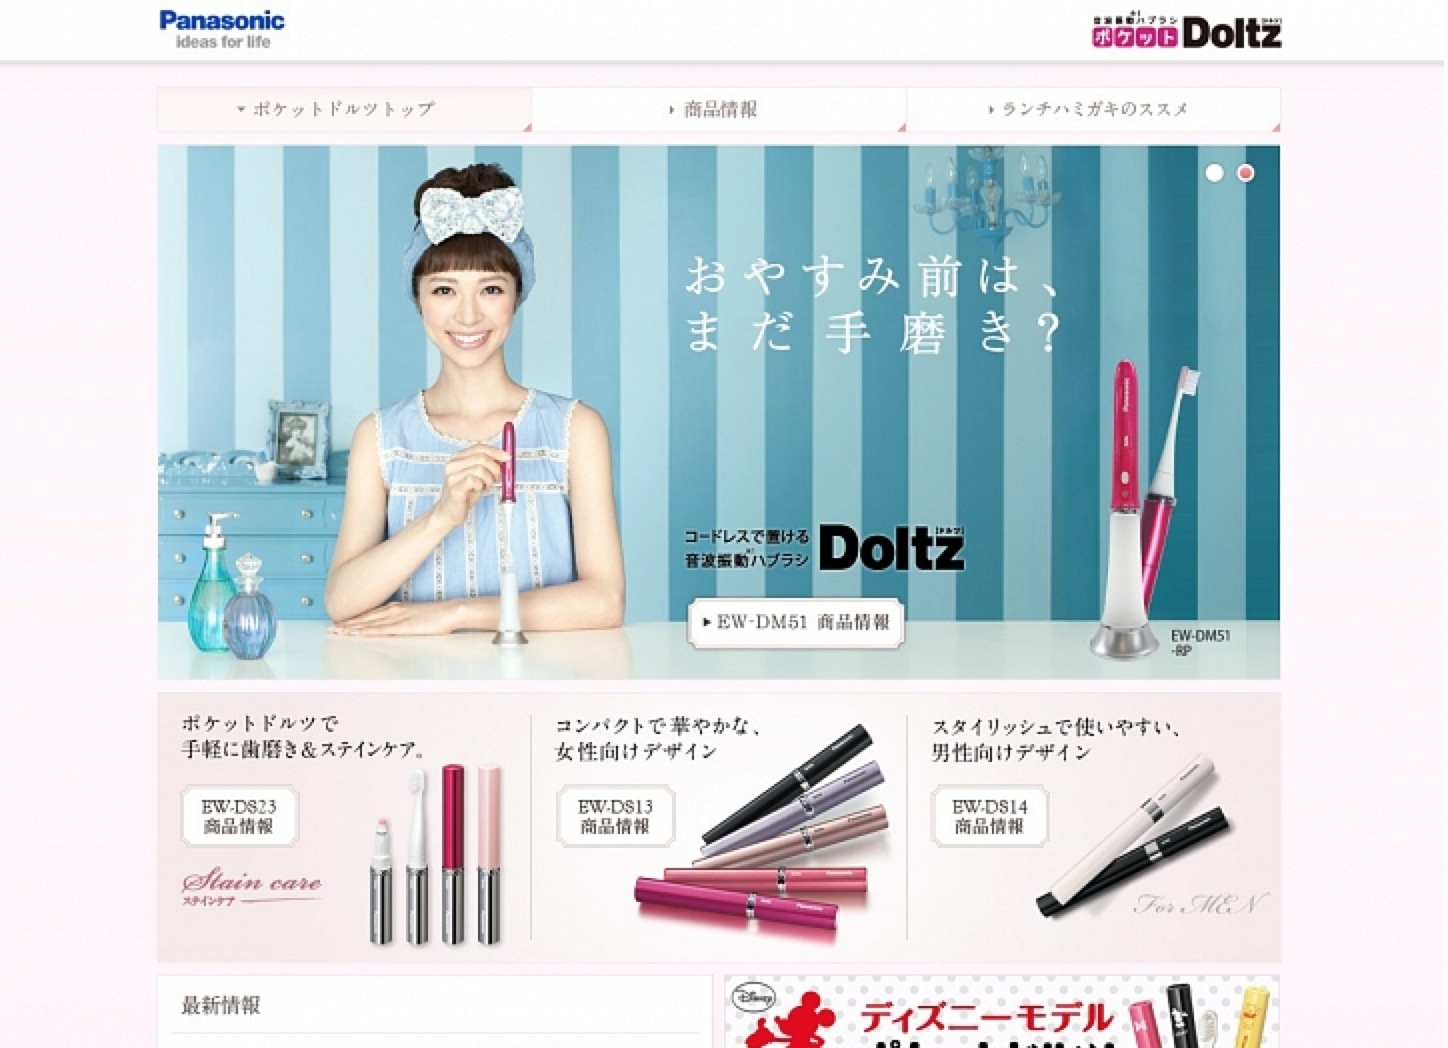 Panasonic
ideas for life
音波振動ハブラシ
ポケット Doltz [ドルツ]
ポケットドルツトップ
商品情報
ランチハミガキのススメ
おやすみ前は、
まだ手磨き?
コードレスで置ける
音波振動ハブラシ
Doltz [ドルツ]
EW-DM51 商品情報
Panasonic
EW-DM51
-RP
ポケットドルツで
手軽に歯磨き&ステインケア。
EW-DS23
商品情報
Stain care
ステインケア
コンパクトで華やかな、
女性向けデザイン
EW-DS13
商品情報
スタイリッシュで使いやすい、
男性向けデザイン
EW-DS14
商品情報
For MEN
最新情報
Disney
ディズニーモデル